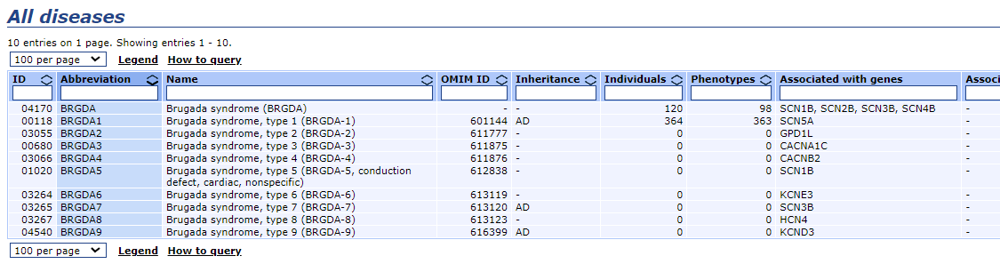 All diseases
10 entries on 1 page. Showing entries 1 - 10.
100 per page Legend How to query
ID Abbreviation Name OMIM ID Inheritance Individuals Phenotypes Associated with genes Associ
04170 BRGDA Brugada syndrome (BRGDA) - - 120 98 SCN1B, SCN2B, SCN3B, SCN4B -
00118 BRGDA1 Brugada syndrome, type 1 (BRGDA-1) 601144 AD 364 363 SCN5A -
03055 BRGDA2 Brugada syndrome, type 2 (BRGDA-2) 611777 - 0 0 GPD1L -
00680 BRGDA3 Brugada syndrome, type 3 (BRGDA-3) 611875 - 0 0 CACNA1C -
03066 BRGDA4 Brugada syndrome, type 4 (BRGDA-4) 611876 - 0 0 CACNB2 -
01020 BRGDA5 Brugada syndrome, type 5 (BRGDA-5, conduction 612838 - 0 0 SCN1B -
defect, cardiac, nonspecific)
03264 BRGDA6 Brugada syndrome, type 6 (BRGDA-6) 613119 - 0 0 KCNE3 -
03265 BRGDA7 Brugada syndrome, type 7 (BRGDA-7) 613120 AD 0 0 SCN3B -
03267 BRGDA8 Brugada syndrome, type 8 (BRGDA-8) 613123 - 0 0 HCN4 -
04540 BRGDA9 Brugada syndrome, type 9 (BRGDA-9) 616399 AD 0 0 KCND3 -
100 per page Legend How to query